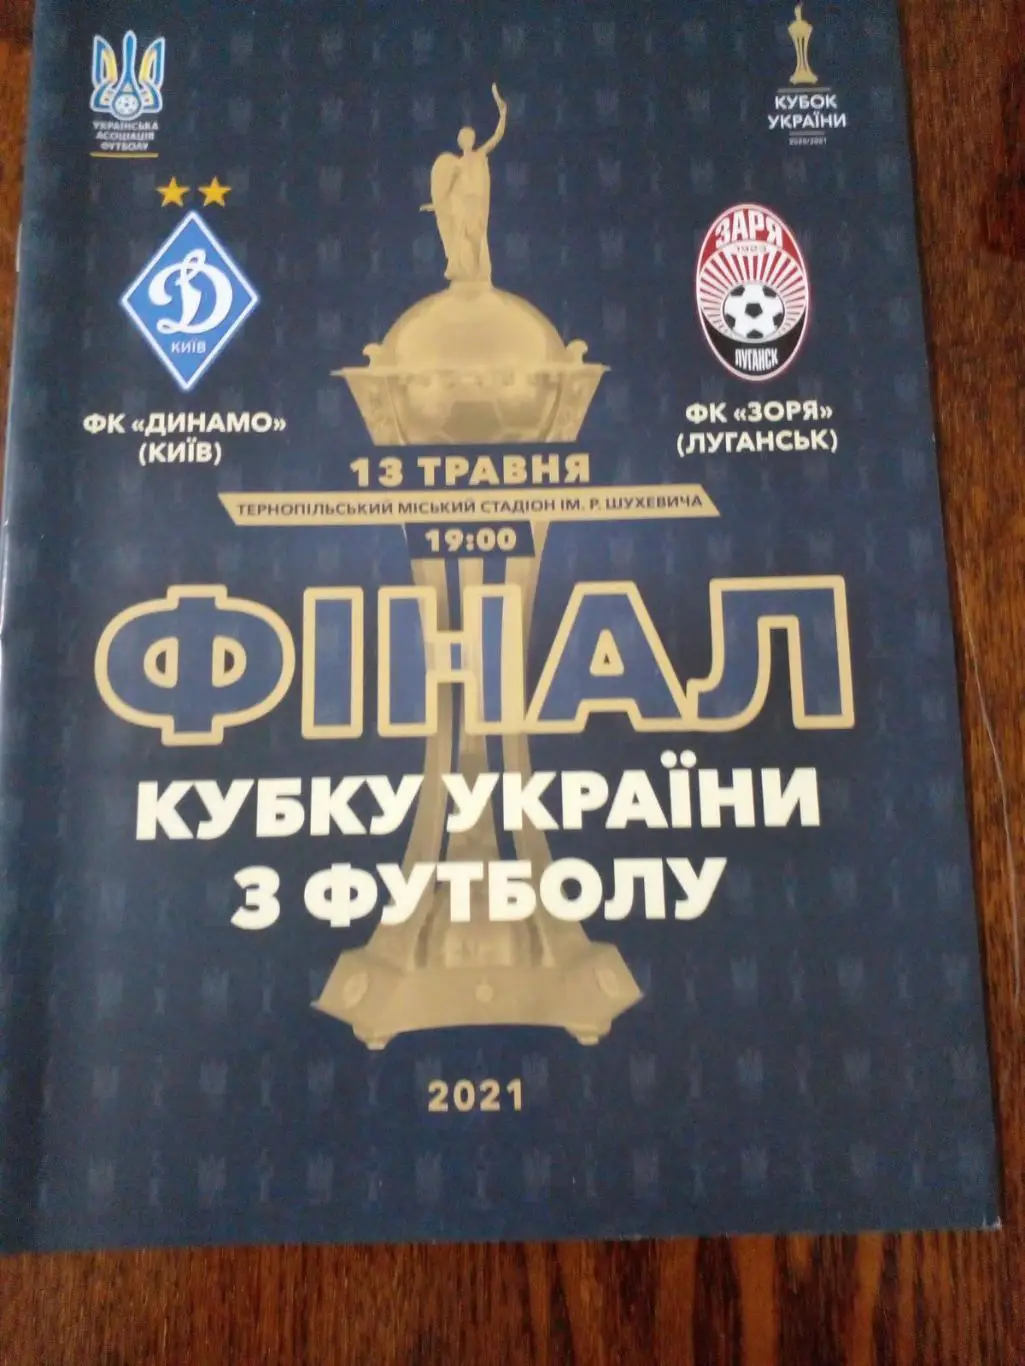 УКРАЇНСЬКА
АСОЦІАЦІЯ
ФУТБОЛУ
КУБОК
УКРАЇНИ
2020/2021
Д
КИЇВ
ЗАРЯ
1923
ЛУГАНСК
ФК «ДИНАМО»
(КИЇВ)
ФК «ЗОРЯ»
(ЛУГАНСЬК)
13 ТРАВНЯ
ТЕРНОПІЛЬСЬКИЙ МІСЬКИЙ СТАДІОН ІМ. Р. ШУХЕВИЧА
19:00
ФІНАЛ
КУБКУ УКРАЇНИ
З ФУТБОЛУ
2021